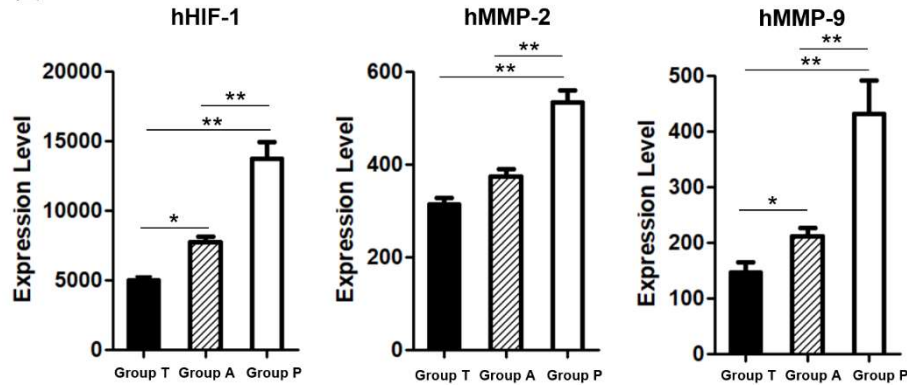 hHIF-1
Expression Level
20000
15000
10000
5000
0
**
**
*
Group T Group A Group P
hMMP-2
Expression Level
600
400
200
0
**
**
Group T Group A Group P
hMMP-9
Expression Level
500
400
300
200
100
0
**
**
*
Group T Group A Group P